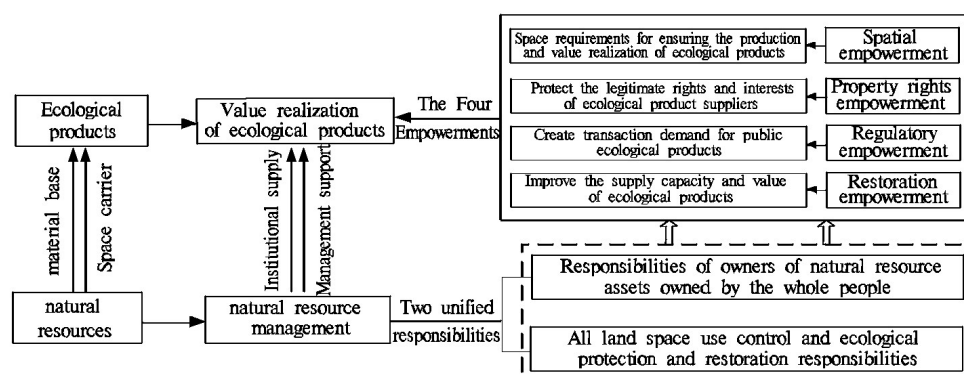 Space requirements for ensuring the production
and value realization of ecological products
Spatial
empowerment
Protect the legitimate rights and interests
of ecological product suppliers
Property rights
empowerment
Create transaction demand for public
ecological products
Regulatory
empowerment
Improve the supply capacity and value
of ecological products
Restoration
empowerment
Ecological
products
Value realization
of ecological products
The Four
Empowerments
material base
Space carrier
Institutional supply
Management support
natural
resources
natural resource
management
Two unified
responsibilities
Responsibilities of owners of natural resource
assets owned by the whole people
All land space use control and ecological
protection and restoration responsibilities